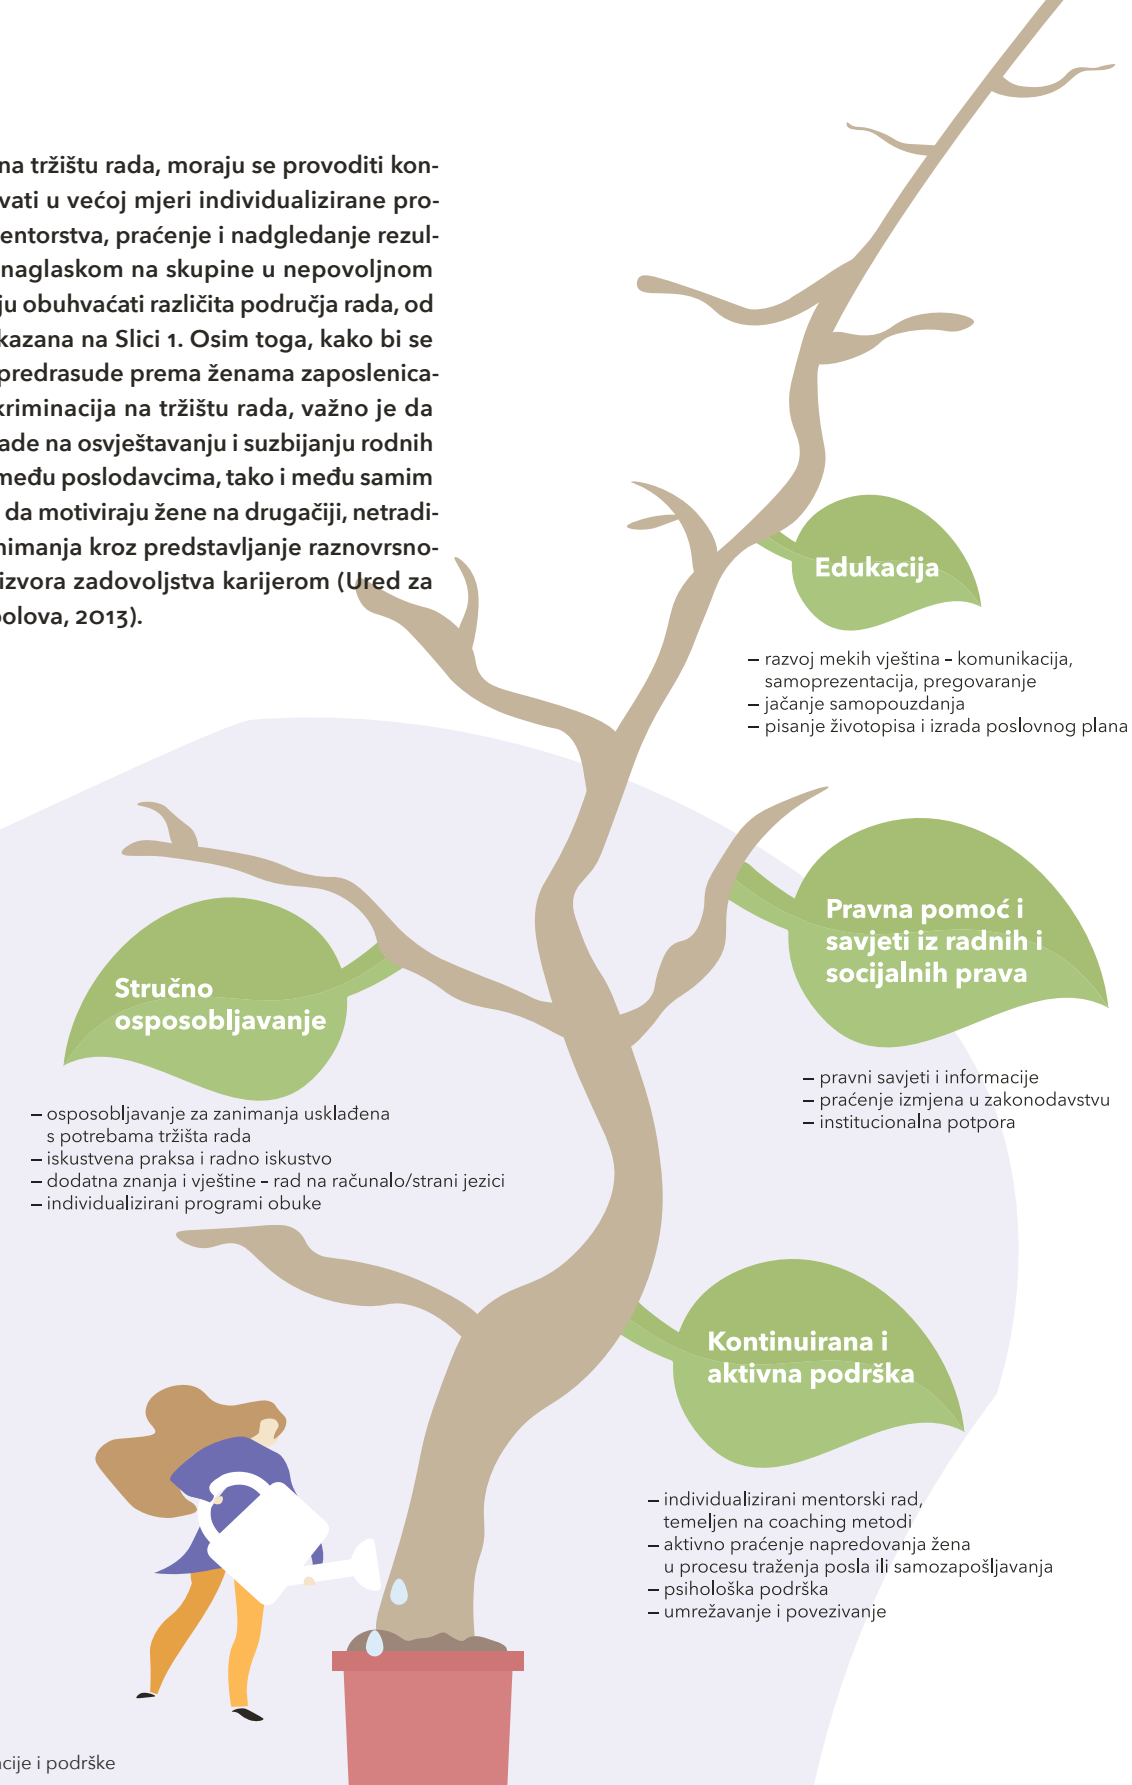 na tržištu rada, moraju se provoditi kon-
vati u većoj mjeri individualizirane pro-
entorstva, praćenje i nadgledanje rezul-
naglaskom na skupine u nepovoljnom
ju obuhvaćati različita područja rada, od
kazana na Slici 1. Osim toga, kako bi se
predrasude prema ženama zaposlenica-
kriminacija na tržištu rada, važno je da
ade na osvještavanju i suzbijanju rodnih
među poslodavcima, tako i među samim
da motiviraju žene na drugačiji, netradi-
nimanja kroz predstavljanje raznovrsno-
izvora zadovoljstva karijerom (Ured za
polova, 2013).
Edukacija
– razvoj mekih vještina – komunikacija,
samoprezentacija, pregovaranje
– jačanje samopouzdanja
– pisanje životopisa i izrada poslovnog plana
Pravna pomoć i
savjeti iz radnih i
socijalnih prava
– pravni savjeti i informacije
– praćenje izmjena u zakonodavstvu
– institucionalna potpora
Stručno
osposobljavanje
– osposobljavanje za zanimanja usklađena
s potrebama tržišta rada
– iskustvena praksa i radno iskustvo
– dodatna znanja i vještine – rad na računalo/strani jezici
– individualizirani programi obuke
Kontinuirana i
aktivna podrška
– individualizirani mentorski rad,
temeljen na coaching metodi
– aktivno praćenje napredovanja žena
u procesu traženja posla ili samozapošljavanja
– psihološka podrška
– umrežavanje i povezivanje
cije i podrške